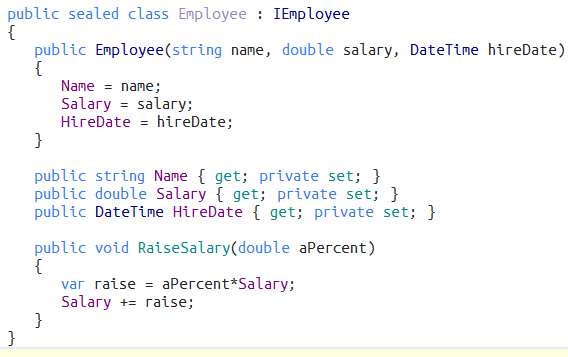 public sealed class Employee : IEmployee
{
public Employee(string name, double salary, DateTime hireDate)
{
Name = name;
Salary = salary;
HireDate = hireDate;
}
public string Name { get; private set; }
public double Salary { get; private set; }
public DateTime HireDate { get; private set; }
public void RaiseSalary(double aPercent)
{
var raise = aPercent*Salary;
Salary += raise;
}
}